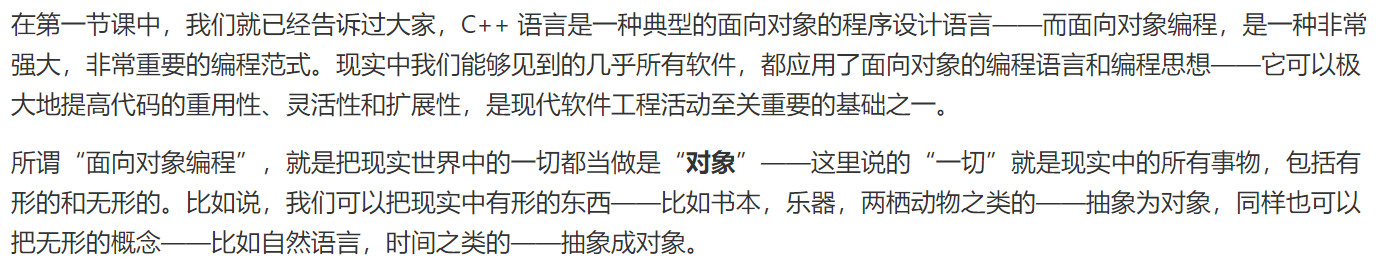 在第一节课中，我们就已经告诉过大家，C++ 语言是一种典型的面向对象的程序设计语言——而面向对象编程，是一种非常
强大，非常重要的编程范式。现实中我们能够见到的几乎所有软件，都应用了面向对象的编程语言和编程思想——它可以极
大地提高代码的重用性、灵活性和扩展性，是现代软件工程活动至关重要的基础之一。
所谓“面向对象编程”，就是把现实世界中的一切都当做是“对象”——这里说的“一切”就是现实中的所有事物，包括有
形的和无形的。比如说，我们可以把现实中有形的东西——比如书本，乐器，两栖动物之类的——抽象为对象，同样也可以
把无形的概念——比如自然语言，时间之类的——抽象成对象。